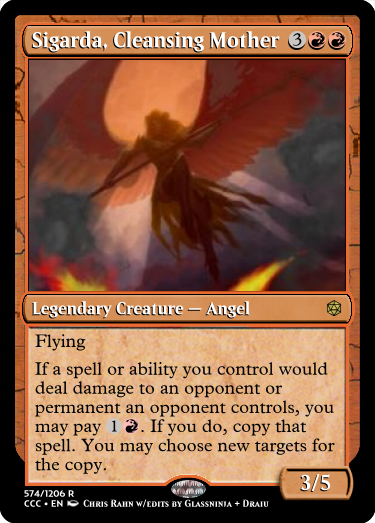 Sigarda, Cleansing Mother 3
Legendary Creature — Angel
Flying
If a spell or ability you control would
deal damage to an opponent or
permanent an opponent controls, you
may pay 1 . If you do, copy that
spell. You may choose new targets for
the copy.
3/5
574/1206 R
CCC • EN Chris Rahn w/edits by Glassninja + Draiu